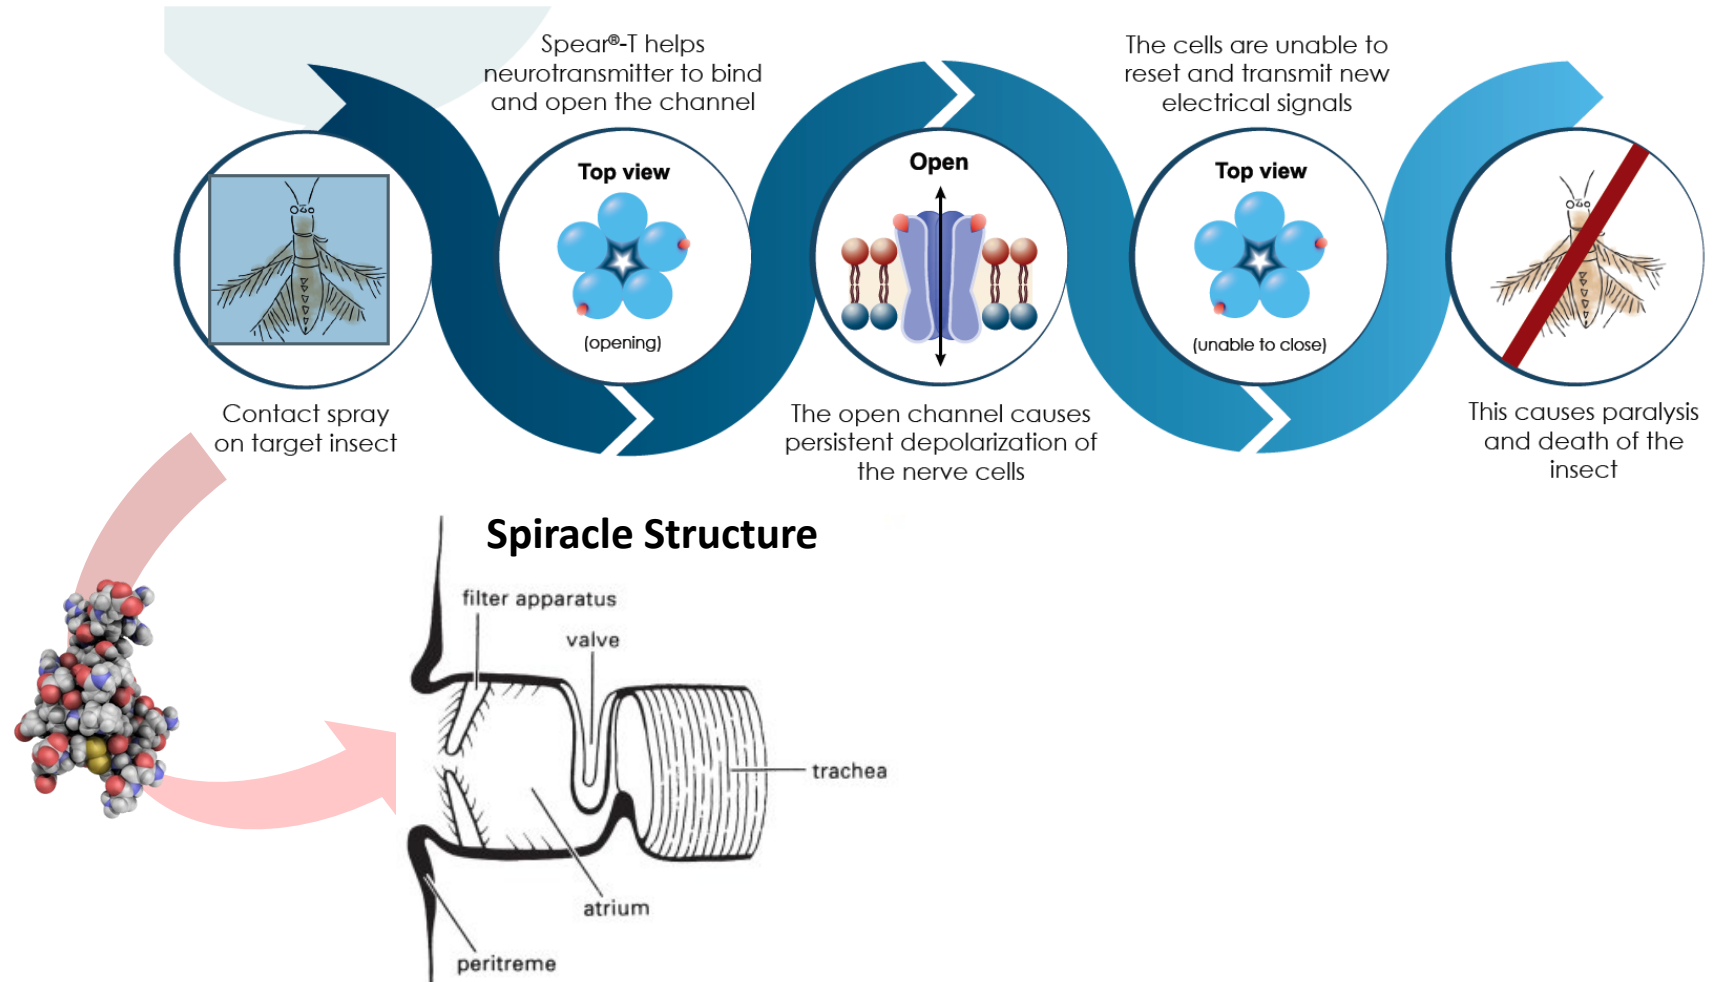 Spear®-T helps
neurotransmitter to bind
and open the channel
The cells are unable to
reset and transmit new
electrical signals
Top view
(opening)
Open
Top view
(unable to close)
Contact spray
on target insect
The open channel causes
persistent depolarization of
the nerve cells
This causes paralysis
and death of the
insect
Spiracle Structure
filter apparatus
valve
trachea
atrium
peritreme